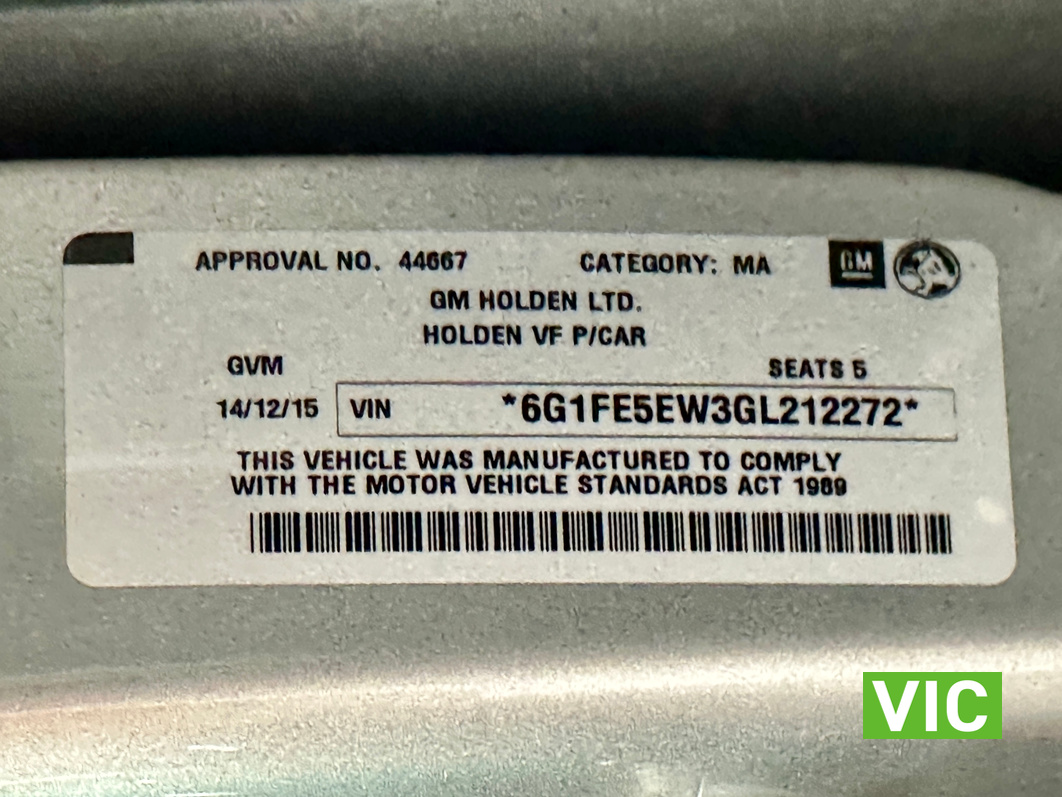 APPROVAL NO. 44667 CATEGORY: MA GM
GM HOLDEN LTD.
HOLDEN VF P/CAR
GVM SEATS 5
14/12/15 VIN *6G1FE5EW3GL212272*
THIS VEHICLE WAS MANUFACTURED TO COMPLY
WITH THE MOTOR VEHICLE STANDARDS ACT 1989
VIC